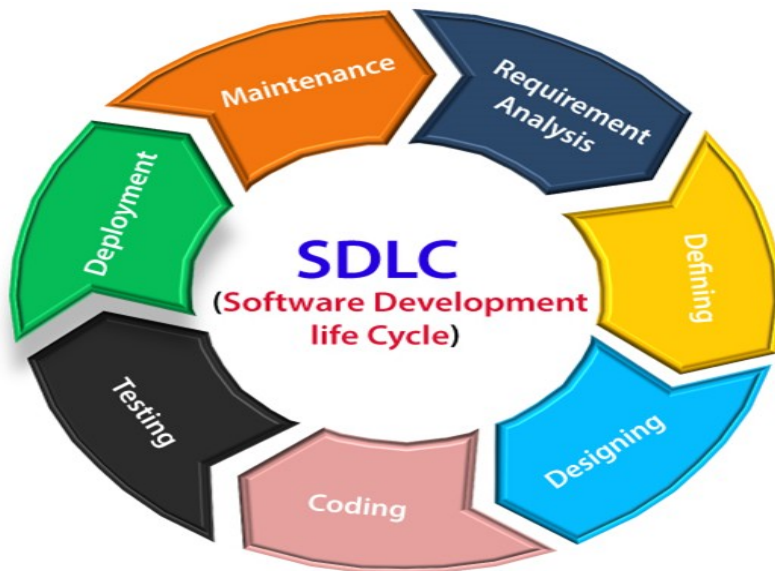 Maintenance
Requirement
Analysis
Defining
Designing
Coding
Testing
Deployment
SDLC
(Software Development
life Cycle)